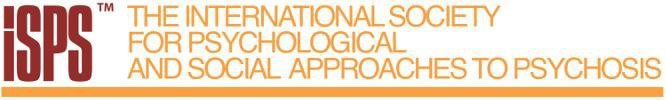 iSPS™
THE INTERNATIONAL SOCIETY
FOR PSYCHOLOGICAL
AND SOCIAL APPROACHES TO PSYCHOSIS